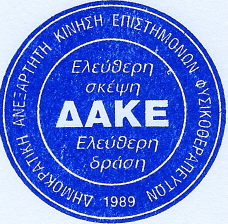 ΔΗΜΟΚΡΑΤΙΚΗ ΑΝΕΞΑΡΤΗΤΗ ΚΙΝΗΣΗ ΕΠΙΣΤΗΜΟΝΩΝ ΦΥΣΙΚΟΘΕΡΑΠΕΥΤΩΝ
Ελεύθερη
σκέψη
ΔΑΚΕ
Ελεύθερη
δράση
1989